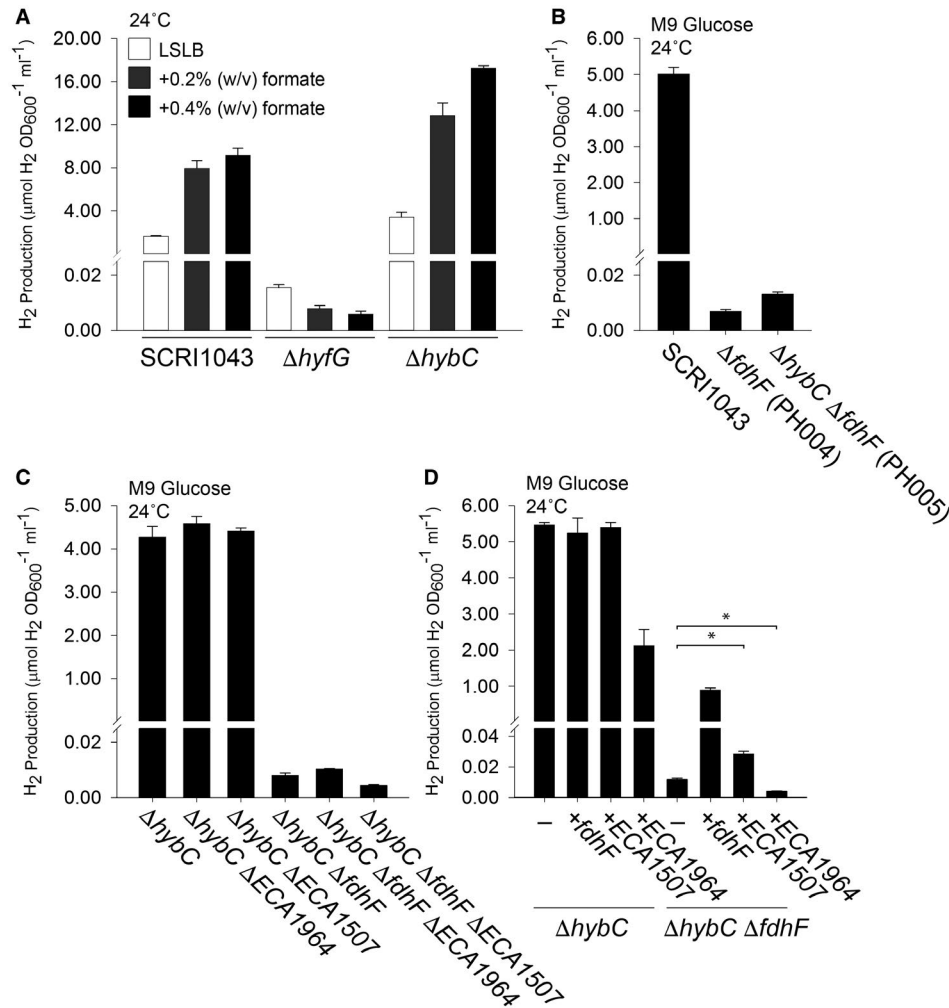 A
24°C
LSLB
+0.2% (w/v) formate
+0.4% (w/v) formate
H2 Production (µmol H2 OD600−1 ml−1)
20.00
16.00
12.00
8.00
4.00
0.02
0.00
SCRI1043
ΔhyfG
ΔhybC
B
M9 Glucose
24°C
H2 Production (µmol H2 OD600−1 ml−1)
6.00
5.00
4.00
3.00
2.00
1.00
0.02
0.00
SCRI1043
ΔfdhF (PH004)
ΔhybC ΔfdhF (PH005)
C
M9 Glucose
24°C
H2 Production (µmol H2 OD600−1 ml−1)
5.00
4.00
3.00
2.00
1.00
0.02
0.00
ΔhybC
ΔhybC ΔECA1964
ΔhybC ΔECA1507
ΔhybC ΔfdhF
ΔhybC ΔfdhF ΔECA1964
ΔhybC ΔfdhF ΔECA1507
D
M9 Glucose
24°C
H2 Production (µmol H2 OD600−1 ml−1)
6.00
5.00
4.00
3.00
2.00
1.00
0.04
0.02
0.00
*
*
–
+fdhF
+ECA1507
+ECA1964
–
+fdhF
+ECA1507
+ECA1964
ΔhybC
ΔhybC ΔfdhF